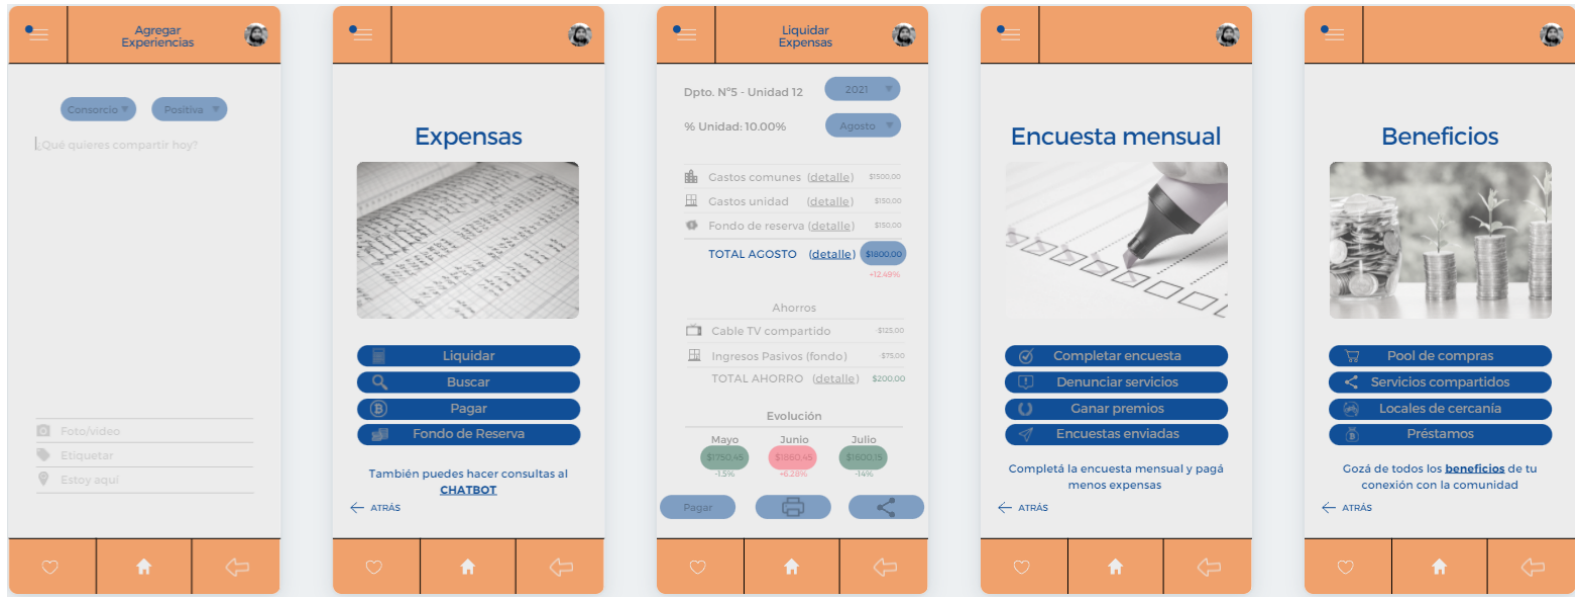 Agregar
Experiencias
Consorcio
Positiva
¿Qué quieres compartir hoy?
Foto/video
Etiquetar
Estoy aquí
Expensas
Liquidar
Buscar
Pagar
Fondo de Reserva
También puedes hacer consultas al
CHATBOT
ATRÁS
Liquidar
Expensas
Dpto. Nº5 - Unidad 12
2021
% Unidad: 10.00%
Agosto
Gastos comunes (detalle) $1500.00
Gastos unidad (detalle) $150.00
Fondo de reserva (detalle) $150.00
TOTAL AGOSTO (detalle) $1800.00
+12.49%
Ahorros
Cable TV compartido -$125.00
Ingresos Pasivos (fondo) -$75.00
TOTAL AHORRO (detalle) $200.00
Evolución
Mayo Junio Julio
$1750.45 $1860.45 $1600.15
-1.5% +6.28% -14%
Pagar
Encuesta mensual
Completar encuesta
Denunciar servicios
Ganar premios
Encuestas enviadas
Completá la encuesta mensual y pagá
menos expensas
ATRÁS
Beneficios
Pool de compras
Servicios compartidos
Locales de cercanía
Préstamos
Gozá de todos los beneficios de tu
conexión con la comunidad
ATRÁS